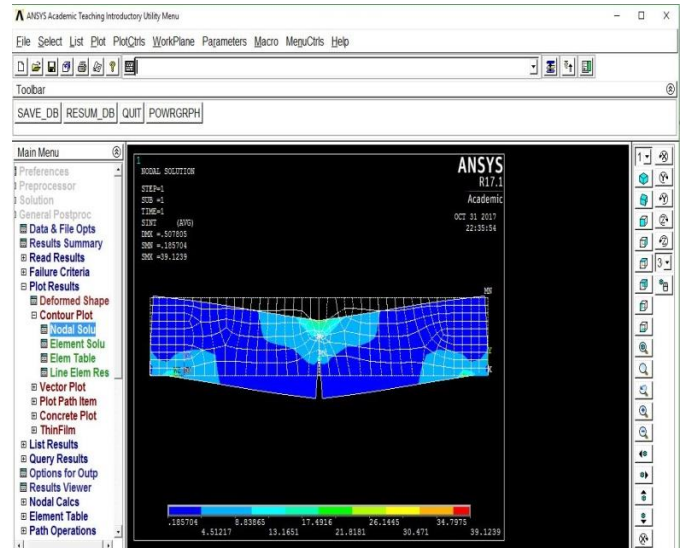 ANSYS Academic Teaching Introductory Utility Menu
File Select List Plot PlotCtrls WorkPlane Parameters Macro MenuCtrls Help
Toolbar
SAVE_DB RESUM_DB QUIT POWRGRPH
Main Menu
Preferences
Preprocessor
Solution
General Postproc
Data & File Opts
Results Summary
Read Results
Failure Criteria
Plot Results
Deformed Shape
Contour Plot
Nodal Solu
Element Solu
Elem Table
Line Elem Res
Vector Plot
Plot Path Item
Concrete Plot
ThinFilm
List Results
Query Results
Options for Outp
Results Viewer
Nodal Calcs
Element Table
Path Operations
1
NODAL SOLUTION
STEP=1
SUB =1
TIME=1
SINT (AVG)
DMX =.507805
SMN =.185704
SMX =39.1239
ANSYS
R17.1
Academic
OCT 31 2017
22:35:54
MN
.185704 8.83865 17.4916 26.1445 34.7975
4.51217 13.1651 21.8181 30.471 39.1239
1
3